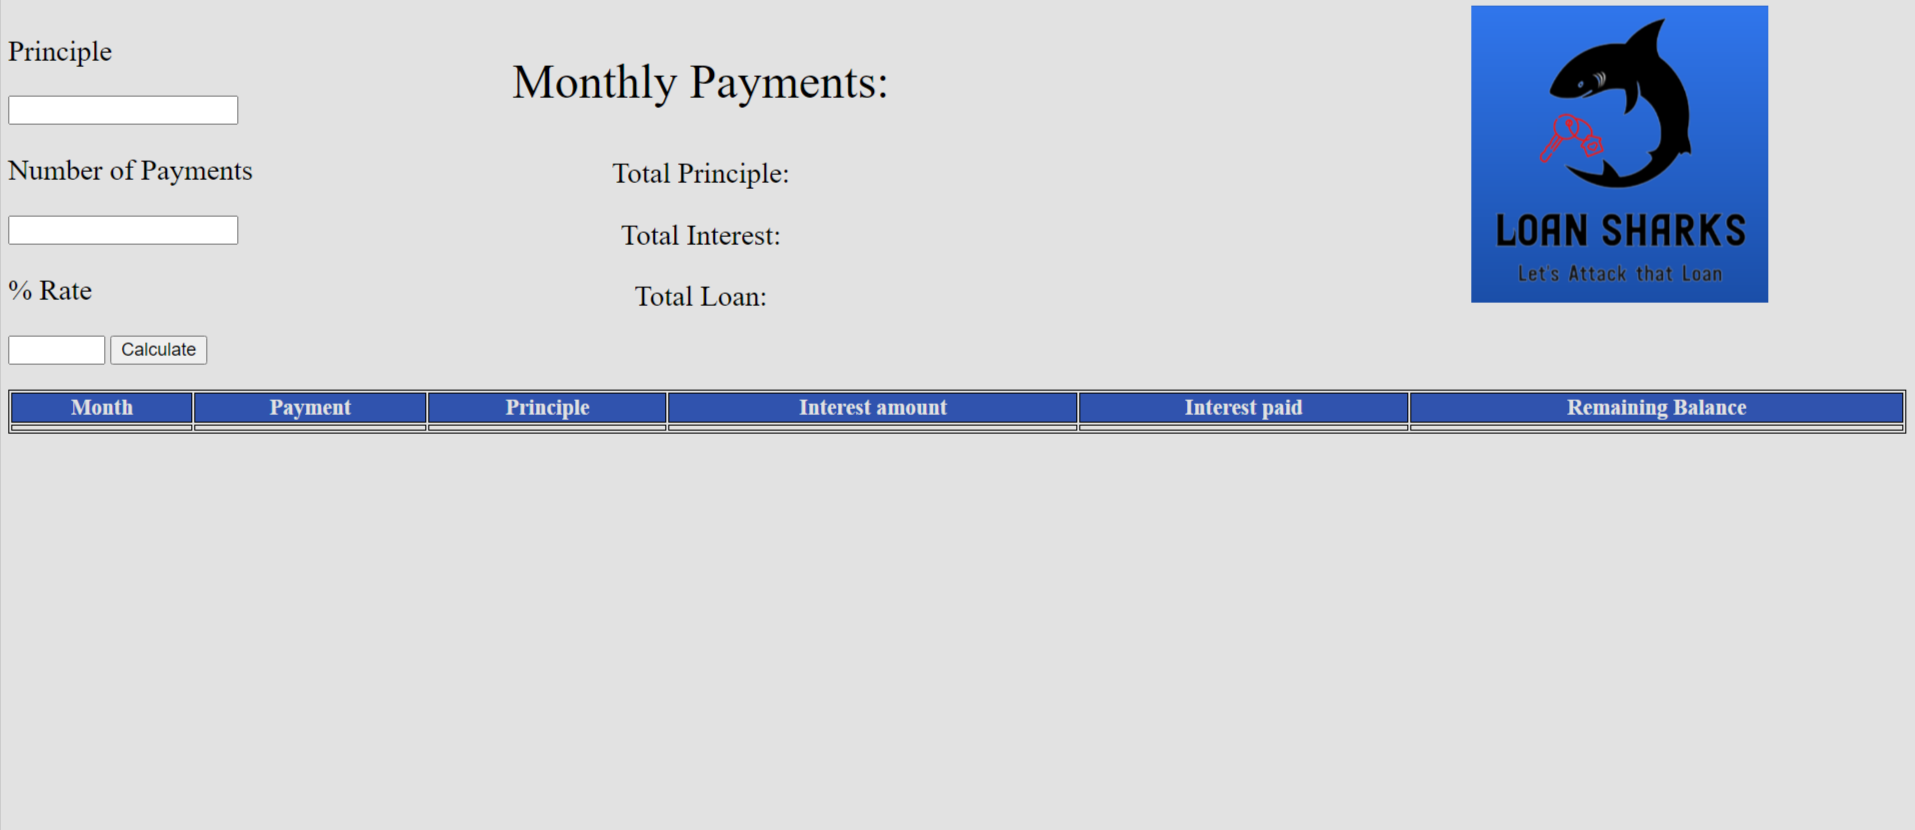 Principle
Number of Payments
% Rate
Calculate
Monthly Payments:
Total Principle:
Total Interest:
Total Loan:
LOAN SHARKS
Let's Attack that Loan
Month Payment Principle Interest amount Interest paid Remaining Balance